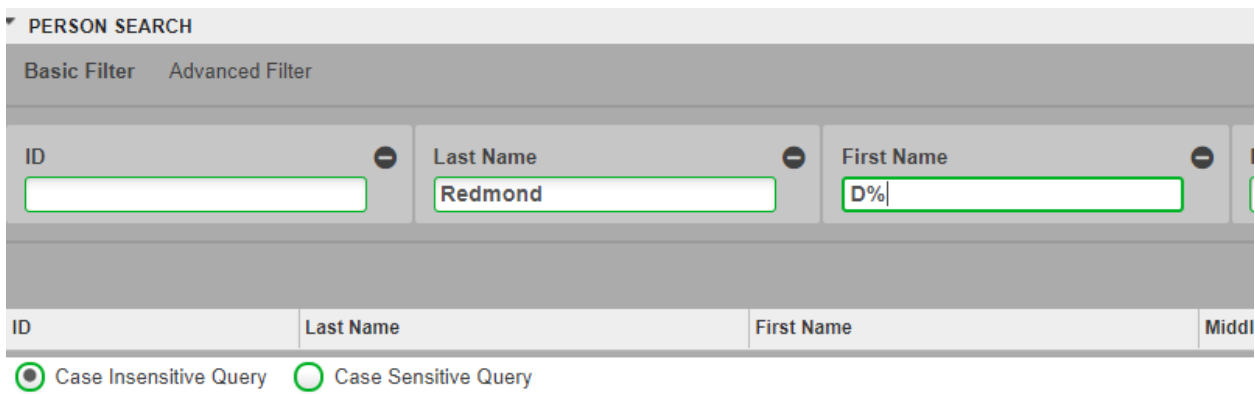 PERSON SEARCH
Basic Filter Advanced Filter
ID Last Name First Name
Redmond D%
ID Last Name First Name Middl
Case Insensitive Query Case Sensitive Query